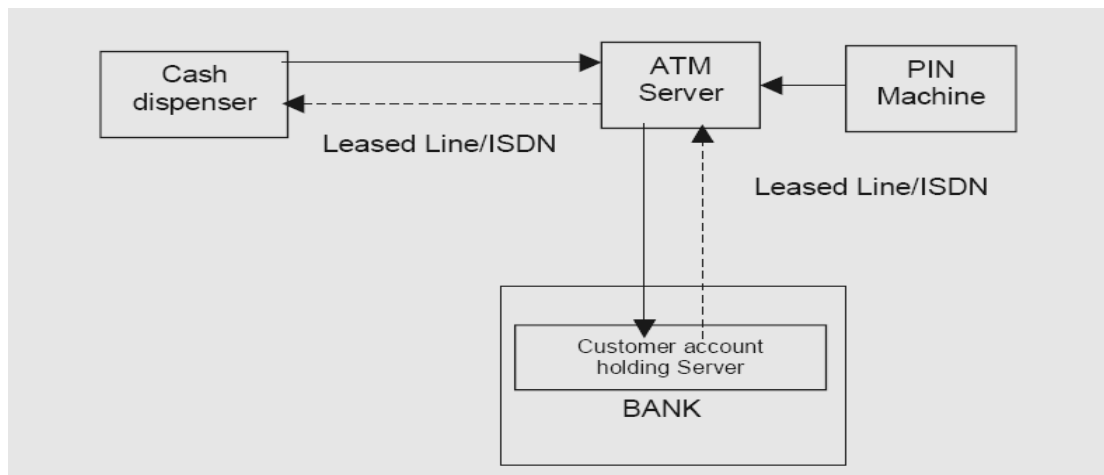 Cash
dispenser
ATM
Server
PIN
Machine
Leased Line/ISDN
Leased Line/ISDN
Customer account
holding Server
BANK